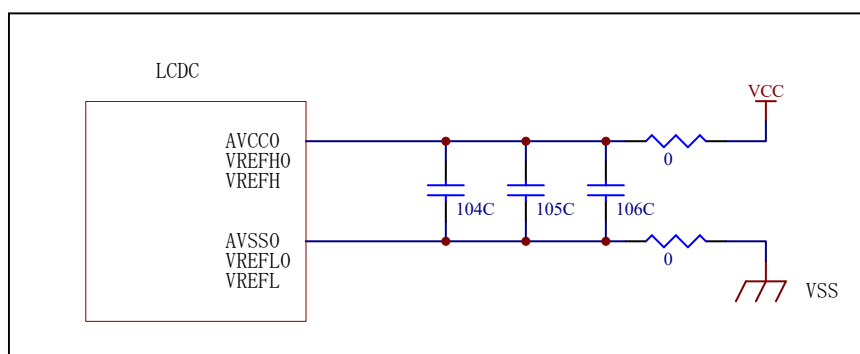 LCDC
VCC
AVCC0
VREFH0
VREFH
0
104C
105C
106C
AVSS0
VREFL0
VREFL
0
VSS